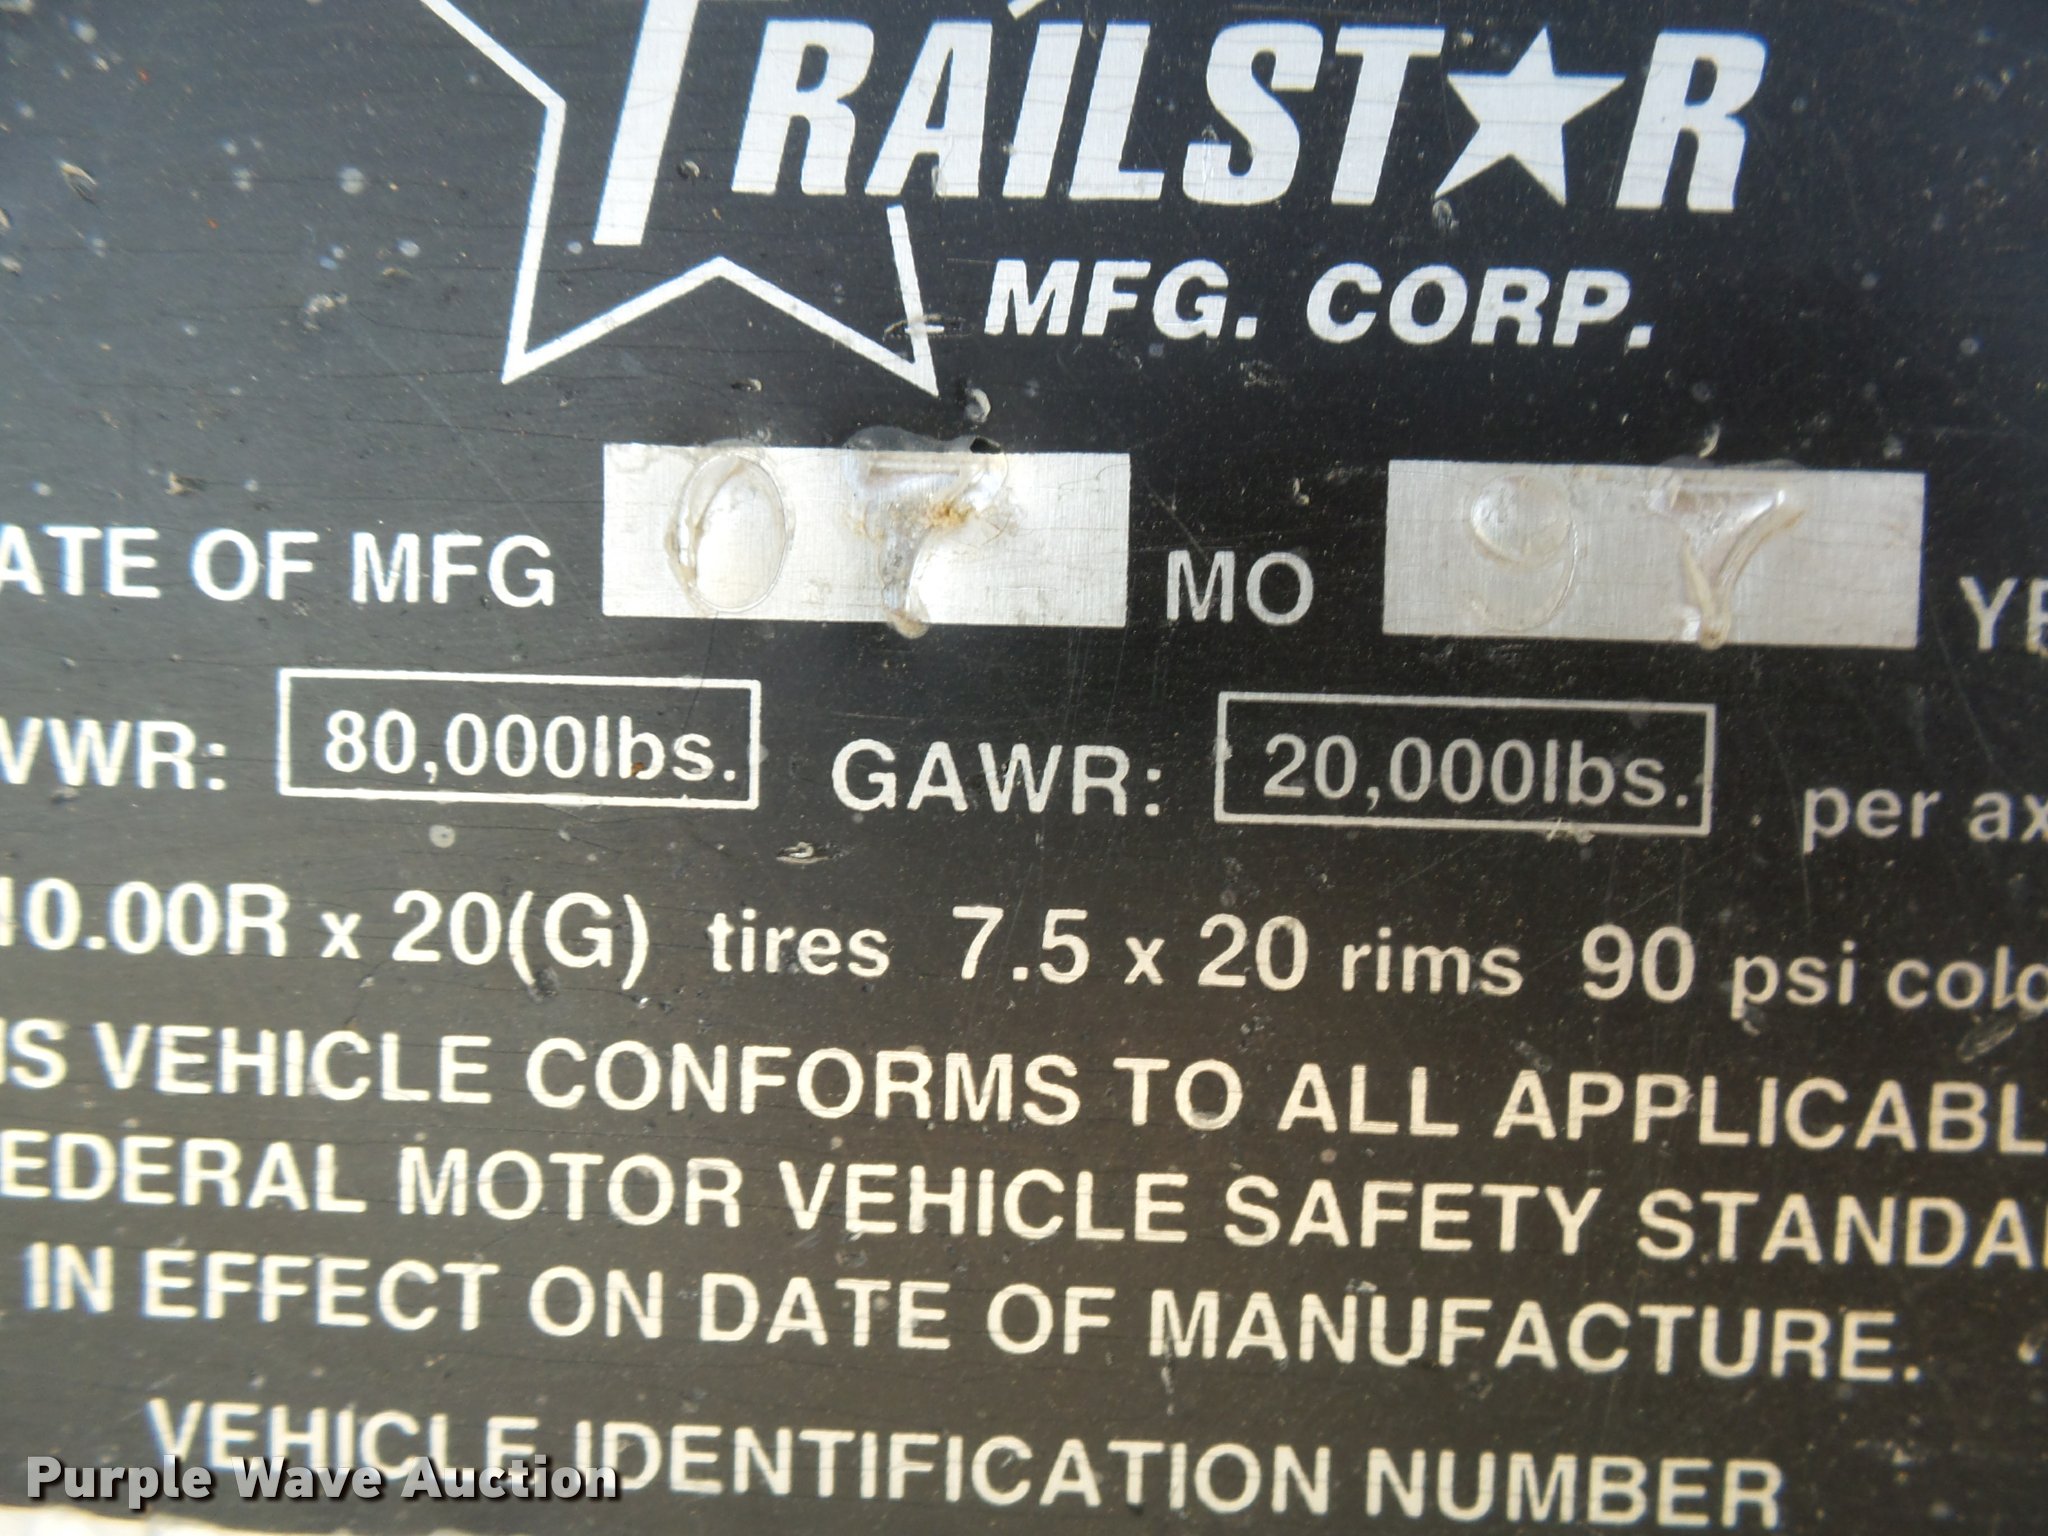 TRAILSTAR
MFG. CORP.
ATE OF MFG 07 MO 97 YE
VWR: 80,000lbs. GAWR: 20,000lbs. per ax
10.00R x 20(G) tires 7.5 x 20 rims 90 psi cold
IS VEHICLE CONFORMS TO ALL APPLICABL
EDERAL MOTOR VEHICLE SAFETY STANDA
IN EFFECT ON DATE OF MANUFACTURE.
VEHICLE IDENTIFICATION NUMBER
Purple Wave Auction